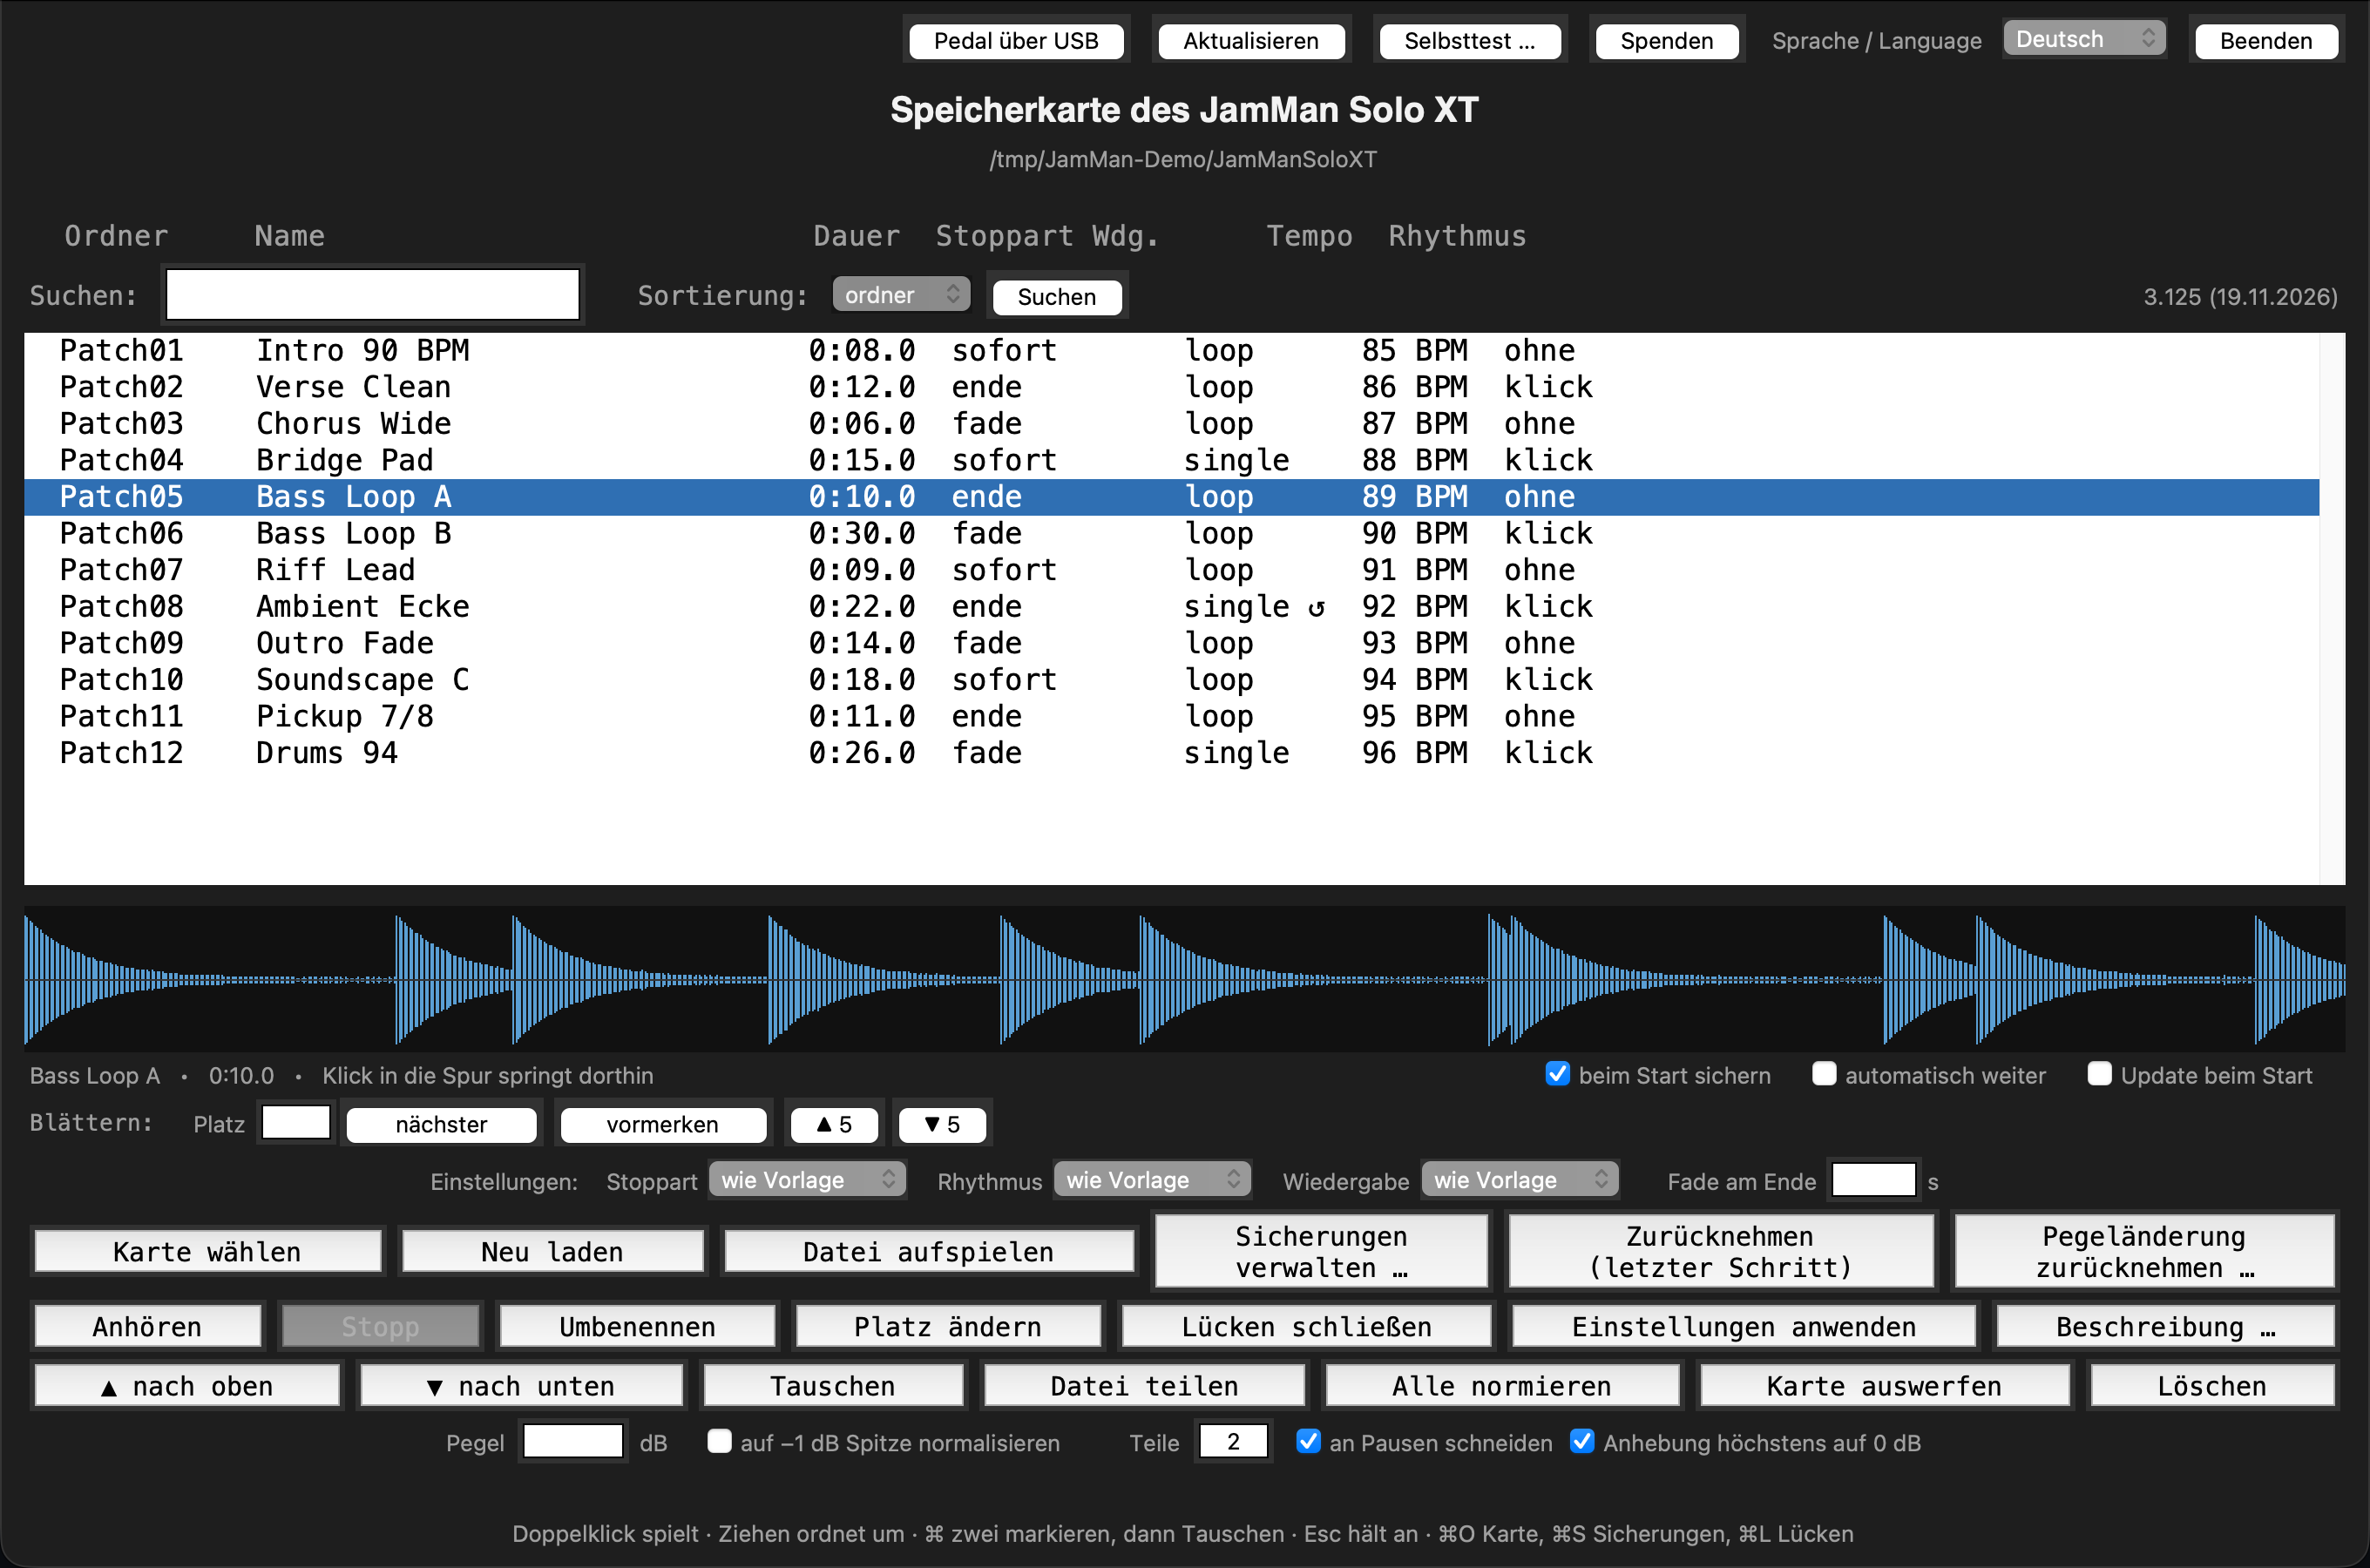 Pedal über USB Aktualisieren Selbsttest ... Spenden Sprache / Language Deutsch Beenden
Speicherkarte des JamMan Solo XT
/tmp/JamMan-Demo/JamManSoloXT
Ordner Name Dauer Stoppart Wdg. Tempo Rhythmus
Suchen: Sortierung: ordner Suchen 3.125 (19.11.2026)
Patch01 Intro 90 BPM 0:08.0 sofort loop 85 BPM ohne
Patch02 Verse Clean 0:12.0 ende loop 86 BPM klick
Patch03 Chorus Wide 0:06.0 fade loop 87 BPM ohne
Patch04 Bridge Pad 0:15.0 sofort single 88 BPM klick
Patch05 Bass Loop A 0:10.0 ende loop 89 BPM ohne
Patch06 Bass Loop B 0:30.0 fade loop 90 BPM klick
Patch07 Riff Lead 0:09.0 sofort loop 91 BPM ohne
Patch08 Ambient Ecke 0:22.0 ende single ↺ 92 BPM klick
Patch09 Outro Fade 0:14.0 fade loop 93 BPM ohne
Patch10 Soundscape C 0:18.0 sofort loop 94 BPM klick
Patch11 Pickup 7/8 0:11.0 ende loop 95 BPM ohne
Patch12 Drums 94 0:26.0 fade single 96 BPM klick
Bass Loop A • 0:10.0 • Klick in die Spur springt dorthin beim Start sichern automatisch weiter Update beim Start
Blättern: Platz nächster vormerken ▲ 5 ▼ 5
Einstellungen: Stoppart wie Vorlage Rhythmus wie Vorlage Wiedergabe wie Vorlage Fade am Ende s
Karte wählen Neu laden Datei aufspielen Sicherungen verwalten … Zurücknehmen (letzter Schritt) Pegeländerung zurücknehmen …
Anhören Stopp Umbenennen Platz ändern Lücken schließen Einstellungen anwenden Beschreibung …
▲ nach oben ▼ nach unten Tauschen Datei teilen Alle normieren Karte auswerfen Löschen
Pegel dB auf −1 dB Spitze normalisieren Teile 2 an Pausen schneiden Anhebung höchstens auf 0 dB
Doppelklick spielt · Ziehen ordnet um · ⌘ zwei markieren, dann Tauschen · Esc hält an · ⌘O Karte, ⌘S Sicherungen, ⌘L Lücken